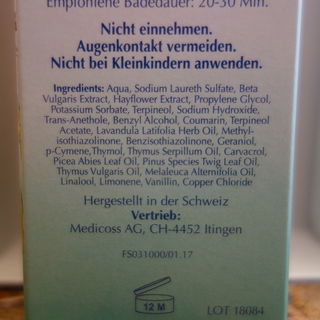 Empfohlene Badedauer: 20-30 Min.
Nicht einnehmen.
Augenkontakt vermeiden.
Nicht bei Kleinkindern anwenden.
Ingredients: Aqua, Sodium Laureth Sulfate, Beta
Vulgaris Extract, Hayflower Extract, Propylene Glycol,
Potassium Sorbate, Terpineol, Sodium Hydroxide,
Trans-Anethole, Benzyl Alcohol, Coumarin, Terpineol
Acetate, Lavandula Latifolia Herb Oil, Methyl-
isothiazolinone, Benzisothiazolinone, Geraniol,
p-Cymene,Thymol, Thymus Serpillum Oil, Carvacrol,
Picea Abies Leaf Oil, Pinus Species Twig Leaf Oil,
Thymus Vulgaris Oil, Melaleuca Alternifolia Oil,
Linalool, Limonene, Vanillin, Copper Chloride
Hergestellt in der Schweiz
Vertrieb:
Medicoss AG, CH-4452 Itingen
FS031000/01.17
12 M
LOT 18084